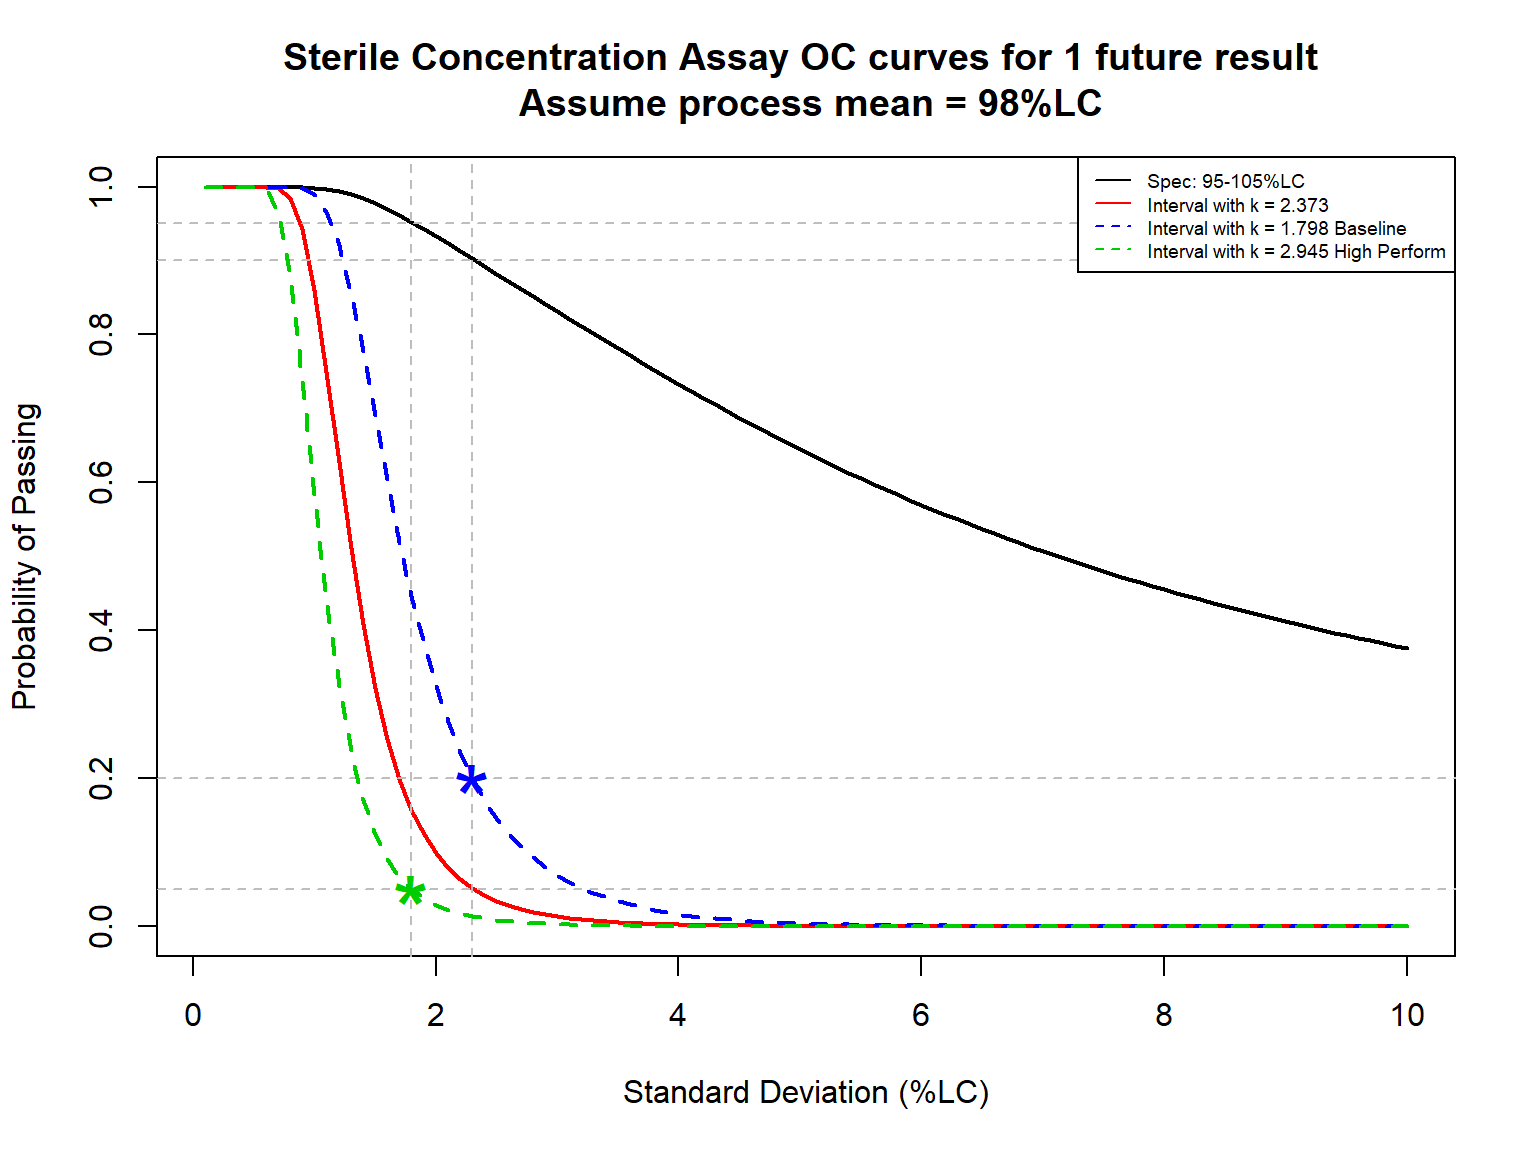 Sterile Concentration Assay OC curves for 1 future result
Assume process mean = 98%LC
Spec: 95-105%LC
Interval with k = 2.373
Interval with k = 1.798 Baseline
Interval with k = 2.945 High Perform
Probability of Passing
1.0
0.8
0.6
0.4
0.2
0.0
0 2 4 6 8 10
Standard Deviation (%LC)